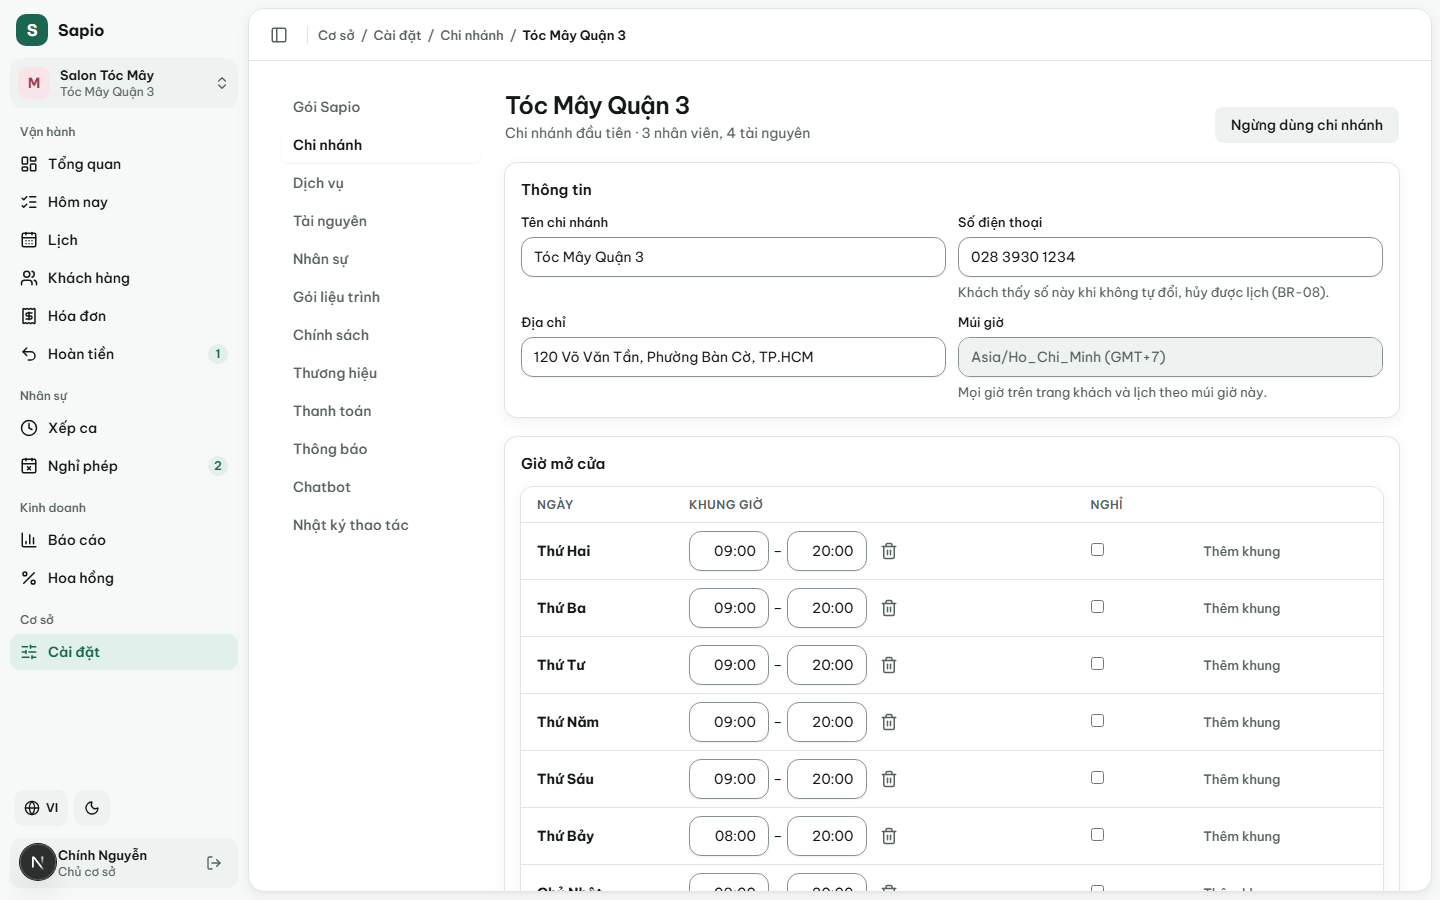 S Sapio
Cơ sở / Cài đặt / Chi nhánh / Tóc Mây Quận 3
M
Salon Tóc Mây
Tóc Mây Quận 3
Vận hành
Tổng quan
Hôm nay
Lịch
Khách hàng
Hóa đơn
Hoàn tiền 1
Nhân sự
Xếp ca
Nghỉ phép 2
Kinh doanh
Báo cáo
Hoa hồng
Cơ sở
Cài đặt
VI
N
Chính Nguyễn
Chủ cơ sở
Gói Sapio
Chi nhánh
Dịch vụ
Tài nguyên
Nhân sự
Gói liệu trình
Chính sách
Thương hiệu
Thanh toán
Thông báo
Chatbot
Nhật ký thao tác
Tóc Mây Quận 3
Chi nhánh đầu tiên · 3 nhân viên, 4 tài nguyên
Ngừng dùng chi nhánh
Thông tin
Tên chi nhánh
Tóc Mây Quận 3
Số điện thoại
028 3930 1234
Khách thấy số này khi không tự đổi, hủy được lịch (BR-08).
Địa chỉ
120 Võ Văn Tần, Phường Bàn Cờ, TP.HCM
Múi giờ
Asia/Ho_Chi_Minh (GMT+7)
Mọi giờ trên trang khách và lịch theo múi giờ này.
Giờ mở cửa
NGÀY KHUNG GIỜ NGHỈ
Thứ Hai 09:00 – 20:00 Thêm khung
Thứ Ba 09:00 – 20:00 Thêm khung
Thứ Tư 09:00 – 20:00 Thêm khung
Thứ Năm 09:00 – 20:00 Thêm khung
Thứ Sáu 09:00 – 20:00 Thêm khung
Thứ Bảy 08:00 – 20:00 Thêm khung